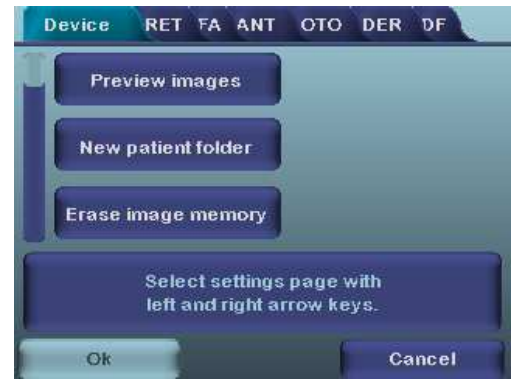 Device RET FA ANT OTO DER DF
Preview images
New patient folder
Erase image memory
Select settings page with
left and right arrow keys.
Ok Cancel